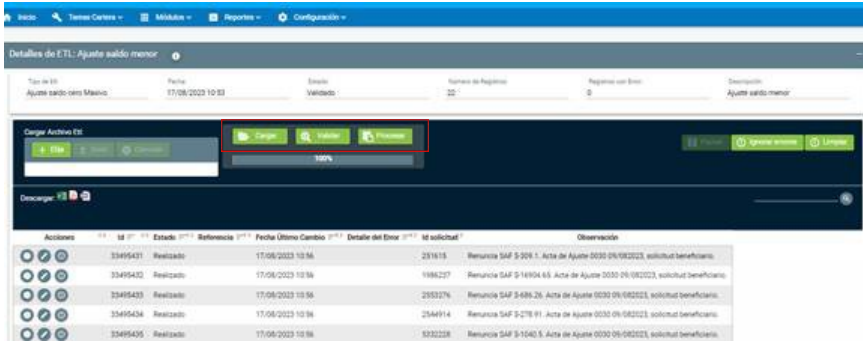 Inicio Temas Cartera Módulos Reportes Configuración
Detalles de ETL: Ajuste saldo menor
Tipo de Etl Fecha Estado Número de Registros Registros con Error Descripción
Ajuste saldo cero Masivo 17/08/2023 10:53 Validado 22 0 Ajuste saldo menor
Cargar Archivo Etl
+ Elija Cancelar
Cargar Validar Procesar
Pausar Ignorar errores Limpiar
100%
Descargar:
Acciones Id Estado Referencia Fecha Último Cambio Detalle del Error Id solicitud Observación
33495431 Realizado 17/08/2023 10:56 251615 Renuncia SAF $-309.1. Acta de Ajuste 0030 09/082023, solicitud beneficiario.
33495432 Realizado 17/08/2023 10:56 1986237 Renuncia SAF $-16904.65. Acta de Ajuste 0030 09/082023, solicitud beneficiario.
33495433 Realizado 17/08/2023 10:56 2553276 Renuncia SAF $-686.26. Acta de Ajuste 0030 09/082023, solicitud beneficiario.
33495434 Realizado 17/08/2023 10:56 2544914 Renuncia SAF $-278.91. Acta de Ajuste 0030 09/082023, solicitud beneficiario.
33495435 Realizado 17/08/2023 10:56 5332228 Renuncia SAF $-1040.5. Acta de Ajuste 0030 09/082023, solicitud beneficiario.